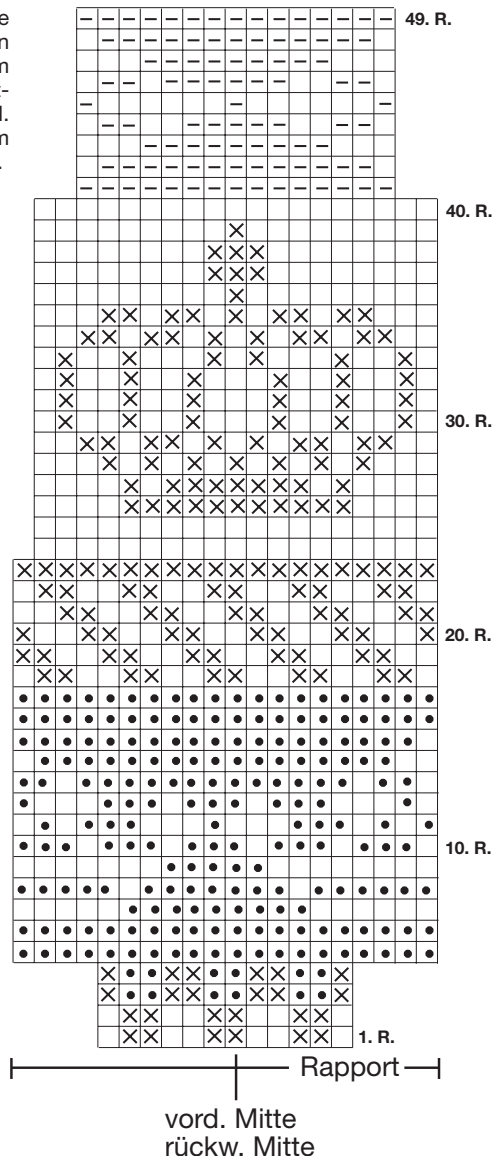 e
n
n
t-
l.
m
.
49. R.
40. R.
30. R.
20. R.
10. R.
1. R.
Rapport
vord. Mitte
rückw. Mitte